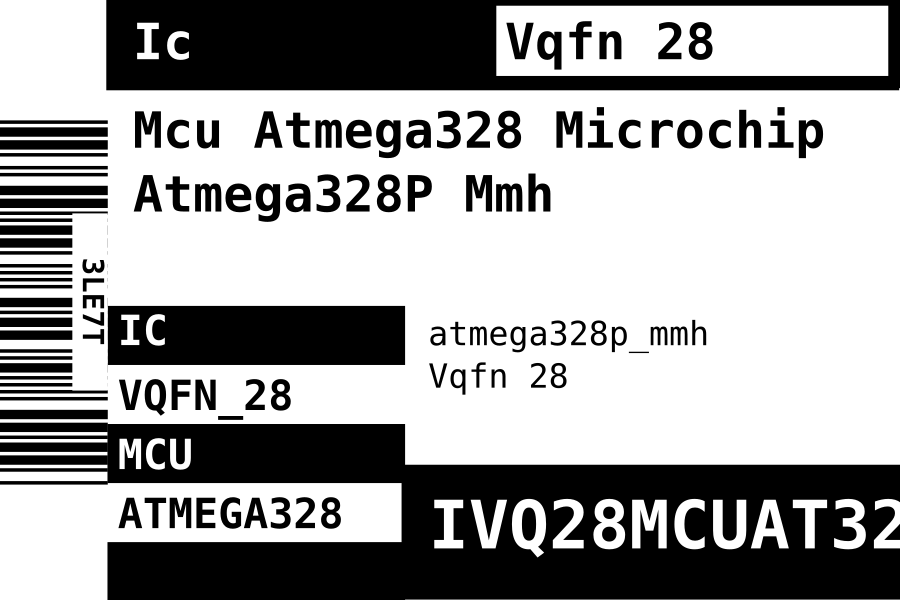 Ic
Vqfn 28
Mcu Atmega328 Microchip
Atmega328P Mmh
3LE7T
IC
VQFN_28
MCU
ATMEGA328
atmega328p_mmh
Vqfn 28
IVQ28MCUAT32